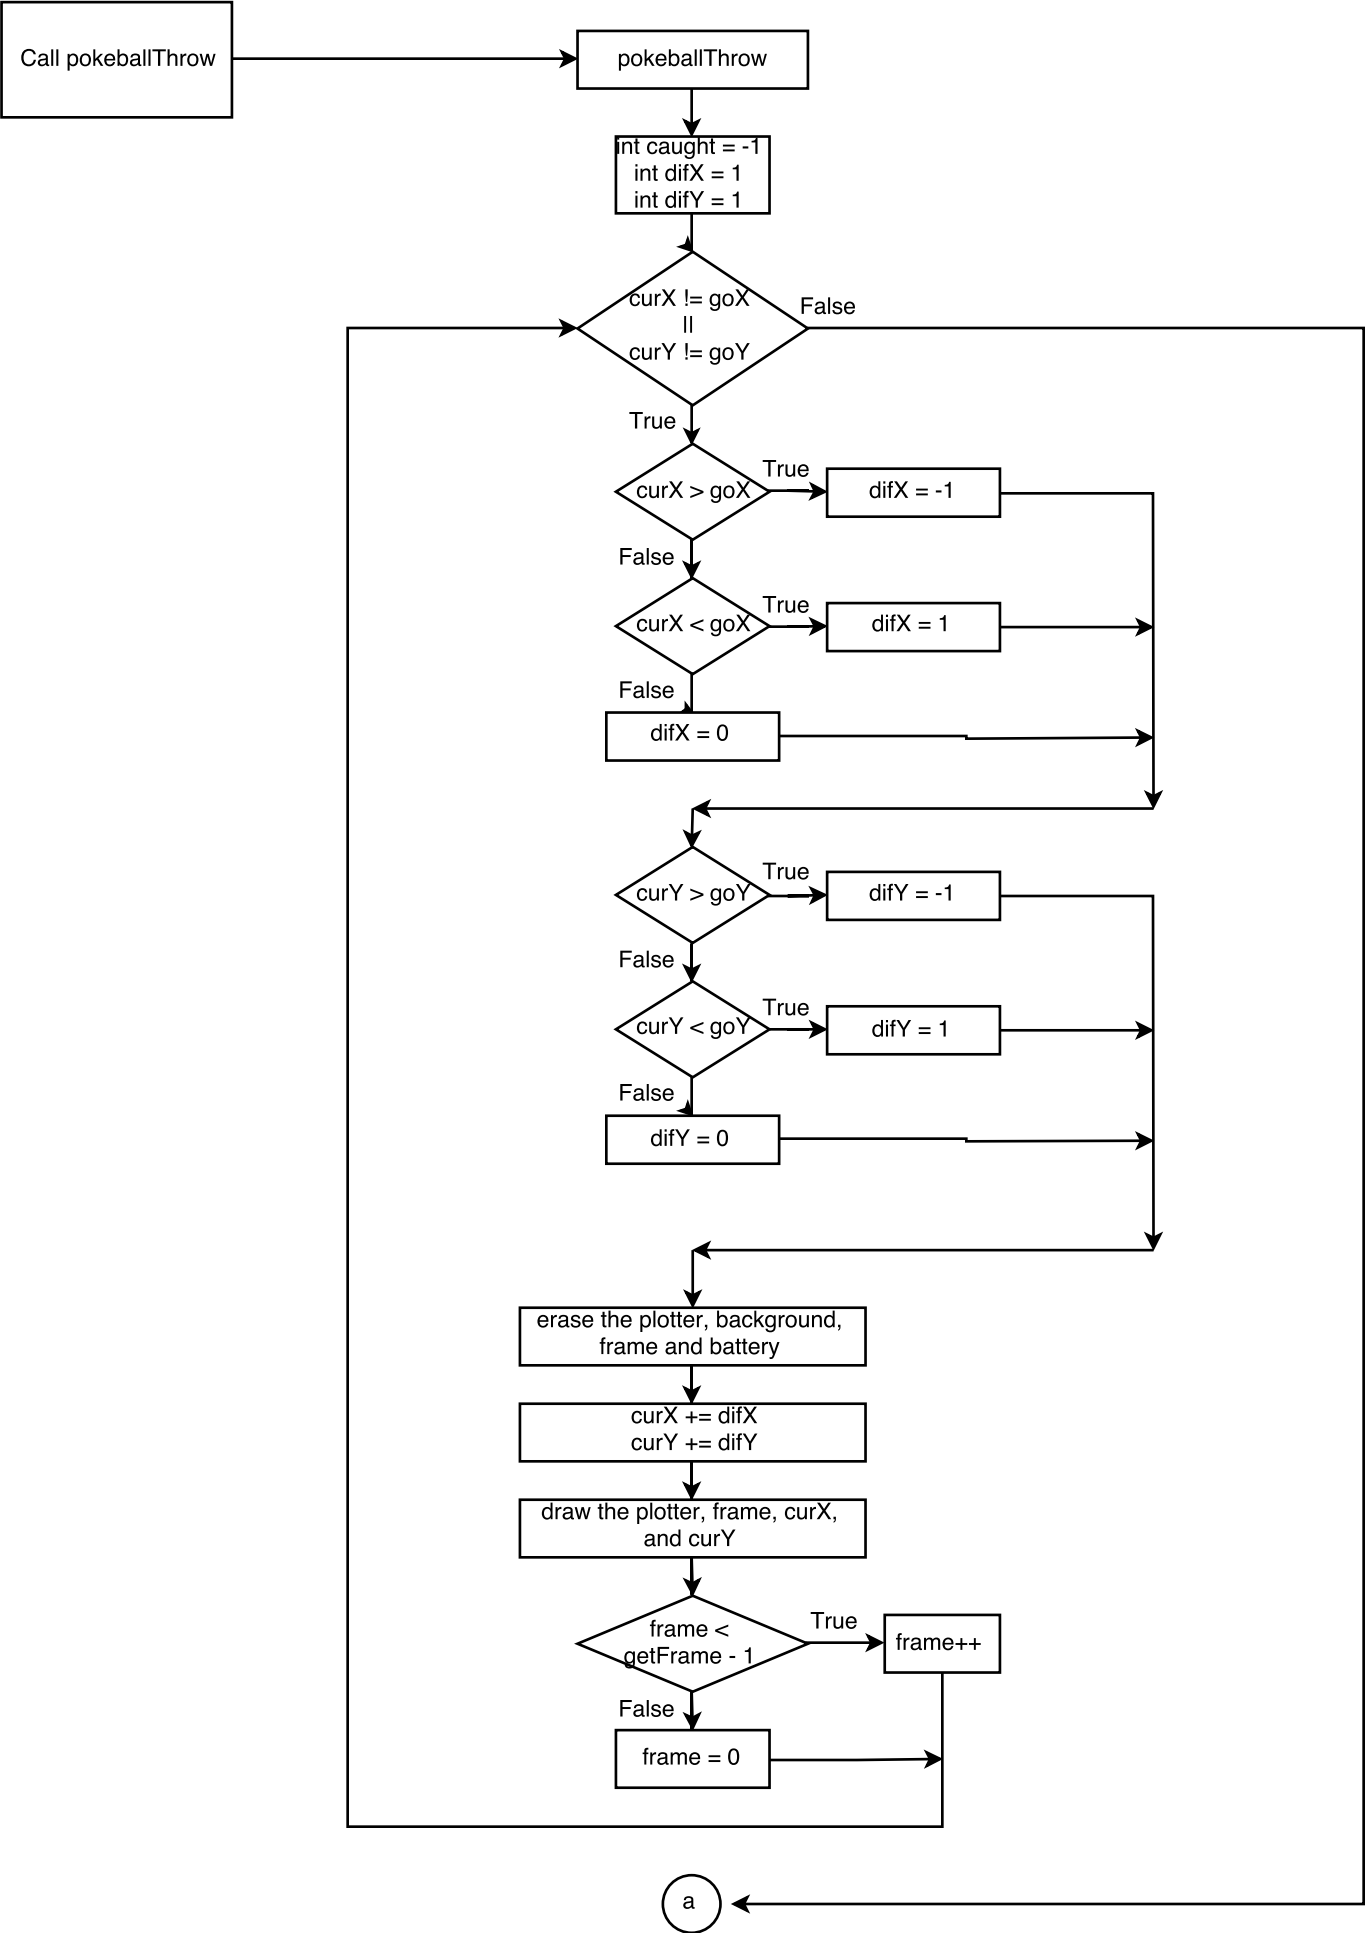 Call pokeballThrow
pokeballThrow
int caught = -1
int difX = 1
int difY = 1
curX != goX
||
curY != goY
False
True
curX > goX
True
difX = -1
False
curX < goX
True
difX = 1
False
difX = 0
curY > goY
True
difY = -1
False
curY < goY
True
difY = 1
False
difY = 0
erase the plotter, background,
frame and battery
curX += difX
curY += difY
draw the plotter, frame, curX,
and curY
frame <
getFrame - 1
True
frame++
False
frame = 0
a